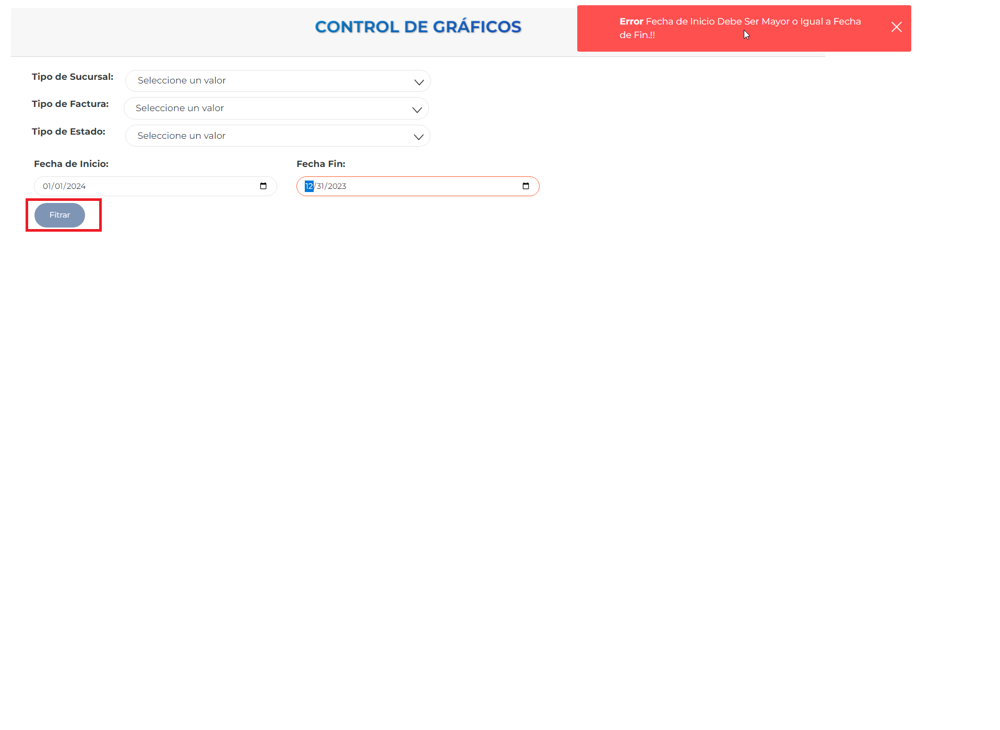 CONTROL DE GRÁFICOS
Error Fecha de Inicio Debe Ser Mayor o Igual a Fecha
de Fin.!!
Tipo de Sucursal:
Seleccione un valor
Tipo de Factura:
Seleccione un valor
Tipo de Estado:
Seleccione un valor
Fecha de Inicio:
Fecha Fin:
01/01/2024
12/31/2023
Fitrar